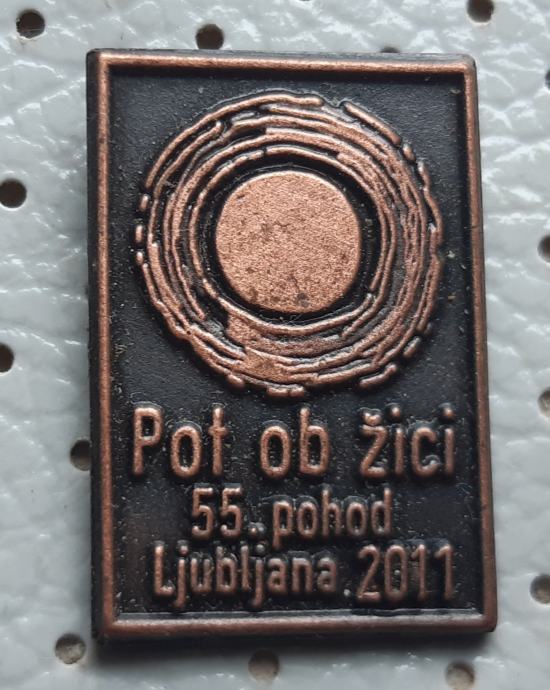 Pot ob žici
55. pohod
Ljubljana.2011